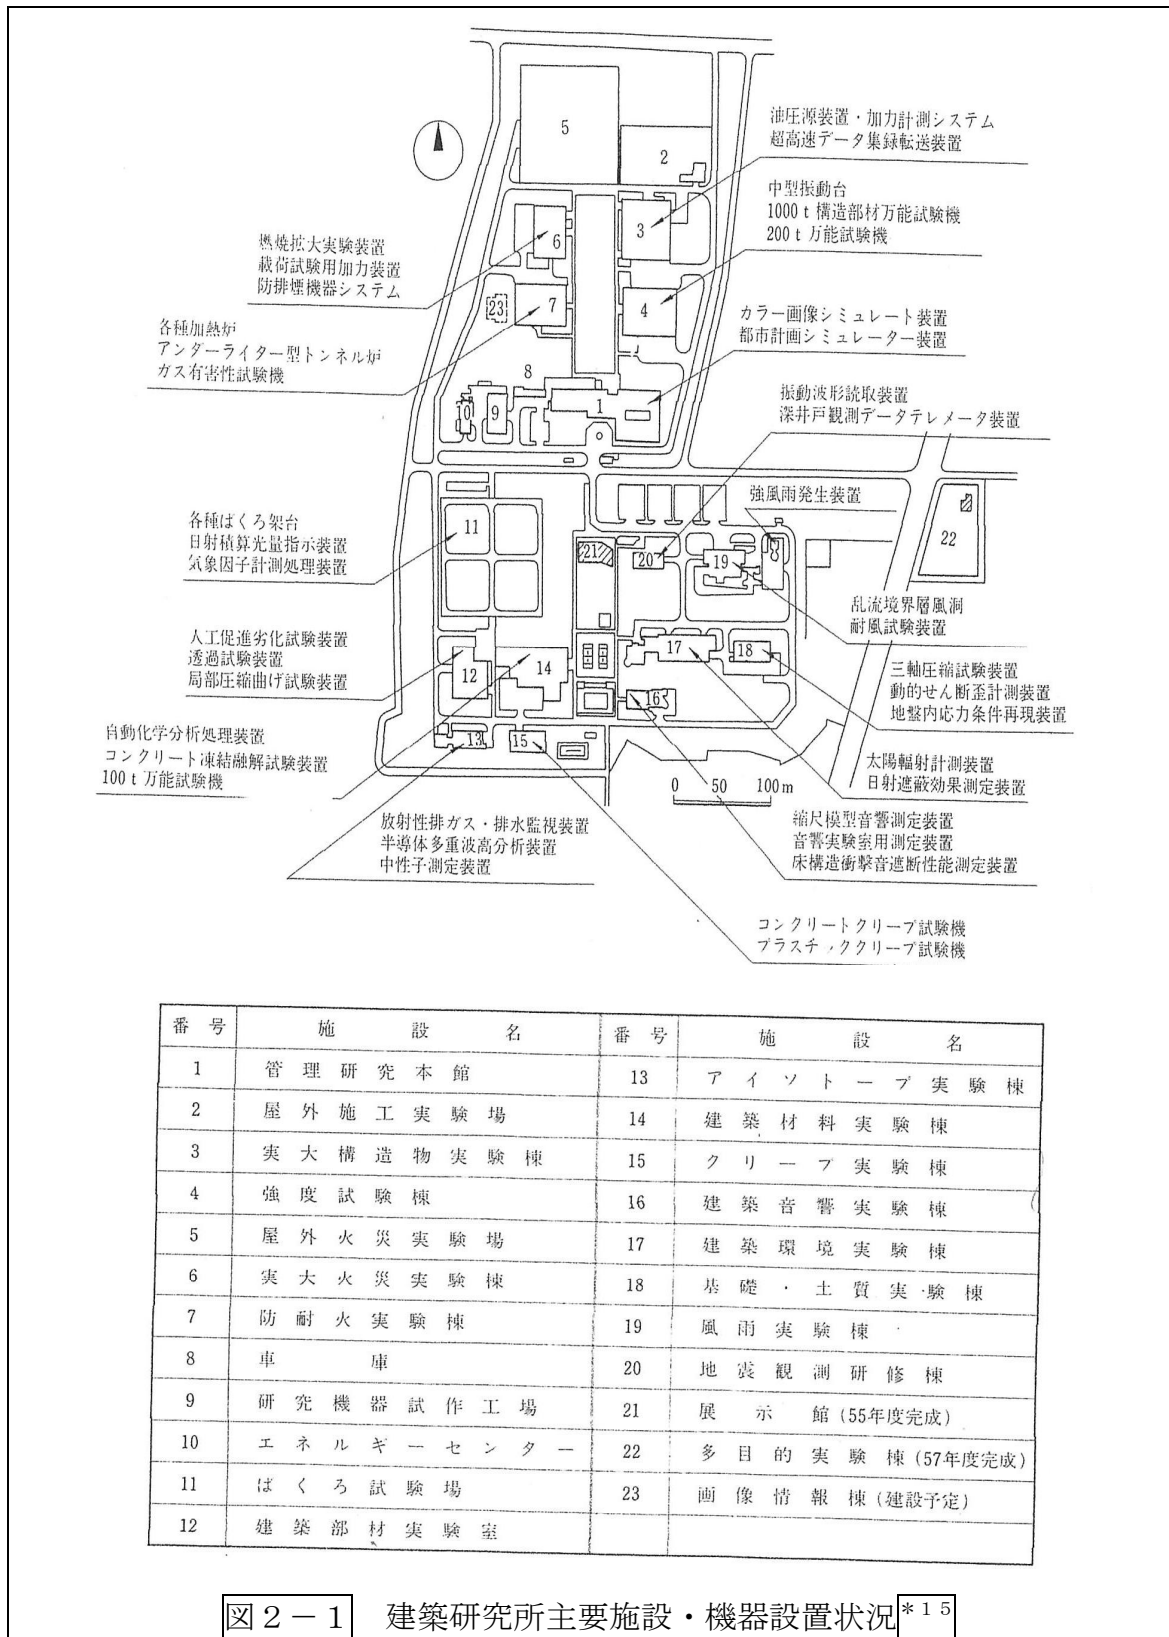 5
2
油圧源装置・加力計測システム
超高速データ集録転送装置
中型振動台
1000t構造部材万能試験機
200t万能試験機
3
6
燃焼拡大実験装置
載荷試験用加力装置
防排煙機器システム
23
7
4
カラー画像シミュレート装置
都市計画シミュレーター装置
各種加熱炉
アンダーライター型トンネル炉
ガス有害性試験機
8
振動波形読取装置
深井戸観測データテレメータ装置
10
9
1
強風雨発生装置
各種ばくろ架台
日射積算光量指示装置
気象因子計測処理装置
11
21
20
19
22
乱流境界層風洞
耐風試験装置
人工促進劣化試験装置
透過試験装置
局部圧縮曲げ試験装置
12
14
17
18
三軸圧縮試験装置
動的せん断歪計測装置
地盤内応力条件再現装置
16
自動化学分析処理装置
コンクリート凍結融解試験装置
100t万能試験機
13
15
太陽輻射計測装置
日射遮蔽効果測定装置
0 50 100m
放射性排ガス・排水監視装置
半導体多重波高分析装置
中性子測定装置
縮尺模型音響測定装置
音響実験室用測定装置
床構造衝撃音遮断性能測定装置
コンクリートクリープ試験機
プラスチッククリープ試験機
番号 施設名 番号 施設名
1 管理研究本館 13 アイソトープ実験棟
2 屋外施工実験場 14 建築材料実験棟
3 実大構造物実験棟 15 クリープ実験棟
4 強度試験棟 16 建築音響実験棟
5 屋外火災実験場 17 建築環境実験棟
6 実大火災実験棟 18 基礎・土質実験棟
7 防耐火実験棟 19 風雨実験棟
8 車庫 20 地震観測研修棟
9 研究機器試作工場 21 展示館(55年度完成)
10 エネルギーセンター 22 多目的実験棟(57年度完成)
11 ばくろ試験場 23 画像情報棟(建設予定)
12 建築部材実験室
図2-1 建築研究所主要施設・機器設置状況*15